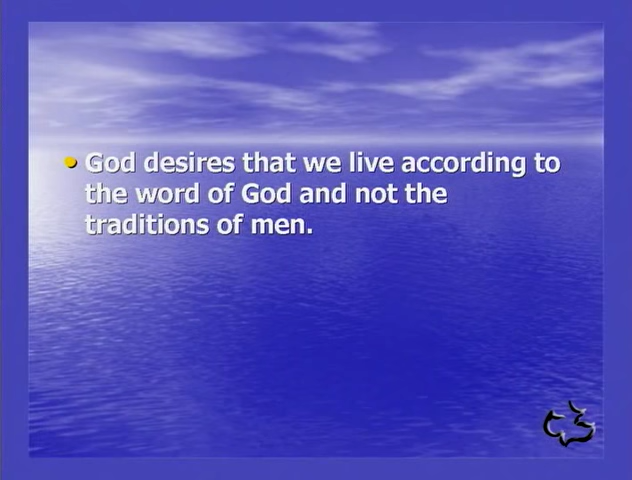 • God desires that we live according to
the word of God and not the
traditions of men.